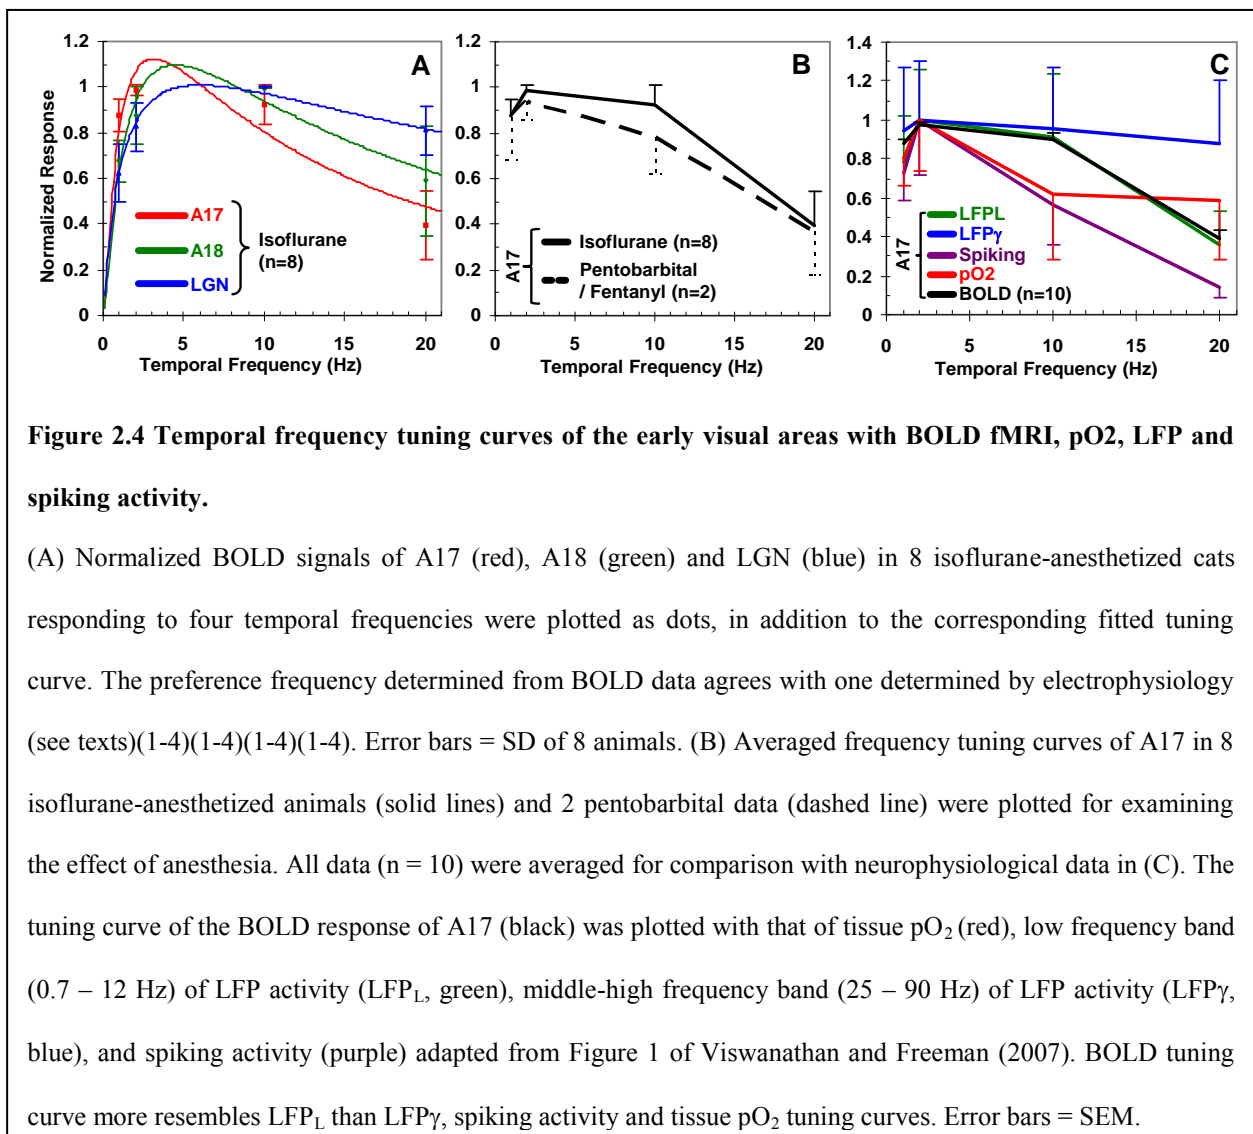 A
1.2
1
0.8
0.6
0.4
0.2
0
Normalized Response
A17
A18
LGN
Isoflurane
(n=8)
0 5 10 15 20
Temporal Frequency (Hz)
B
1.2
1
0.8
0.6
0.4
0.2
0
A17
Isoflurane (n=8)
Pentobarbital
/ Fentanyl (n=2)
0 5 10 15 20
Temporal Frequency (Hz)
C
1.4
1.2
1
0.8
0.6
0.4
0.2
0
A17
LFPL
LFPγ
Spiking
pO2
BOLD (n=10)
0 5 10 15 20
Temporal Frequency (Hz)
Figure 2.4 Temporal frequency tuning curves of the early visual areas with BOLD fMRI, pO2, LFP and
spiking activity.
(A) Normalized BOLD signals of A17 (red), A18 (green) and LGN (blue) in 8 isoflurane-anesthetized cats
responding to four temporal frequencies were plotted as dots, in addition to the corresponding fitted tuning
curve. The preference frequency determined from BOLD data agrees with one determined by electrophysiology
(see texts)(1-4)(1-4)(1-4)(1-4). Error bars = SD of 8 animals. (B) Averaged frequency tuning curves of A17 in 8
isoflurane-anesthetized animals (solid lines) and 2 pentobarbital data (dashed line) were plotted for examining
the effect of anesthesia. All data (n = 10) were averaged for comparison with neurophysiological data in (C). The
tuning curve of the BOLD response of A17 (black) was plotted with that of tissue pO₂ (red), low frequency band
(0.7 – 12 Hz) of LFP activity (LFP_L, green), middle-high frequency band (25 – 90 Hz) of LFP activity (LFPγ,
blue), and spiking activity (purple) adapted from Figure 1 of Viswanathan and Freeman (2007). BOLD tuning
curve more resembles LFP_L than LFPγ, spiking activity and tissue pO₂ tuning curves. Error bars = SEM.